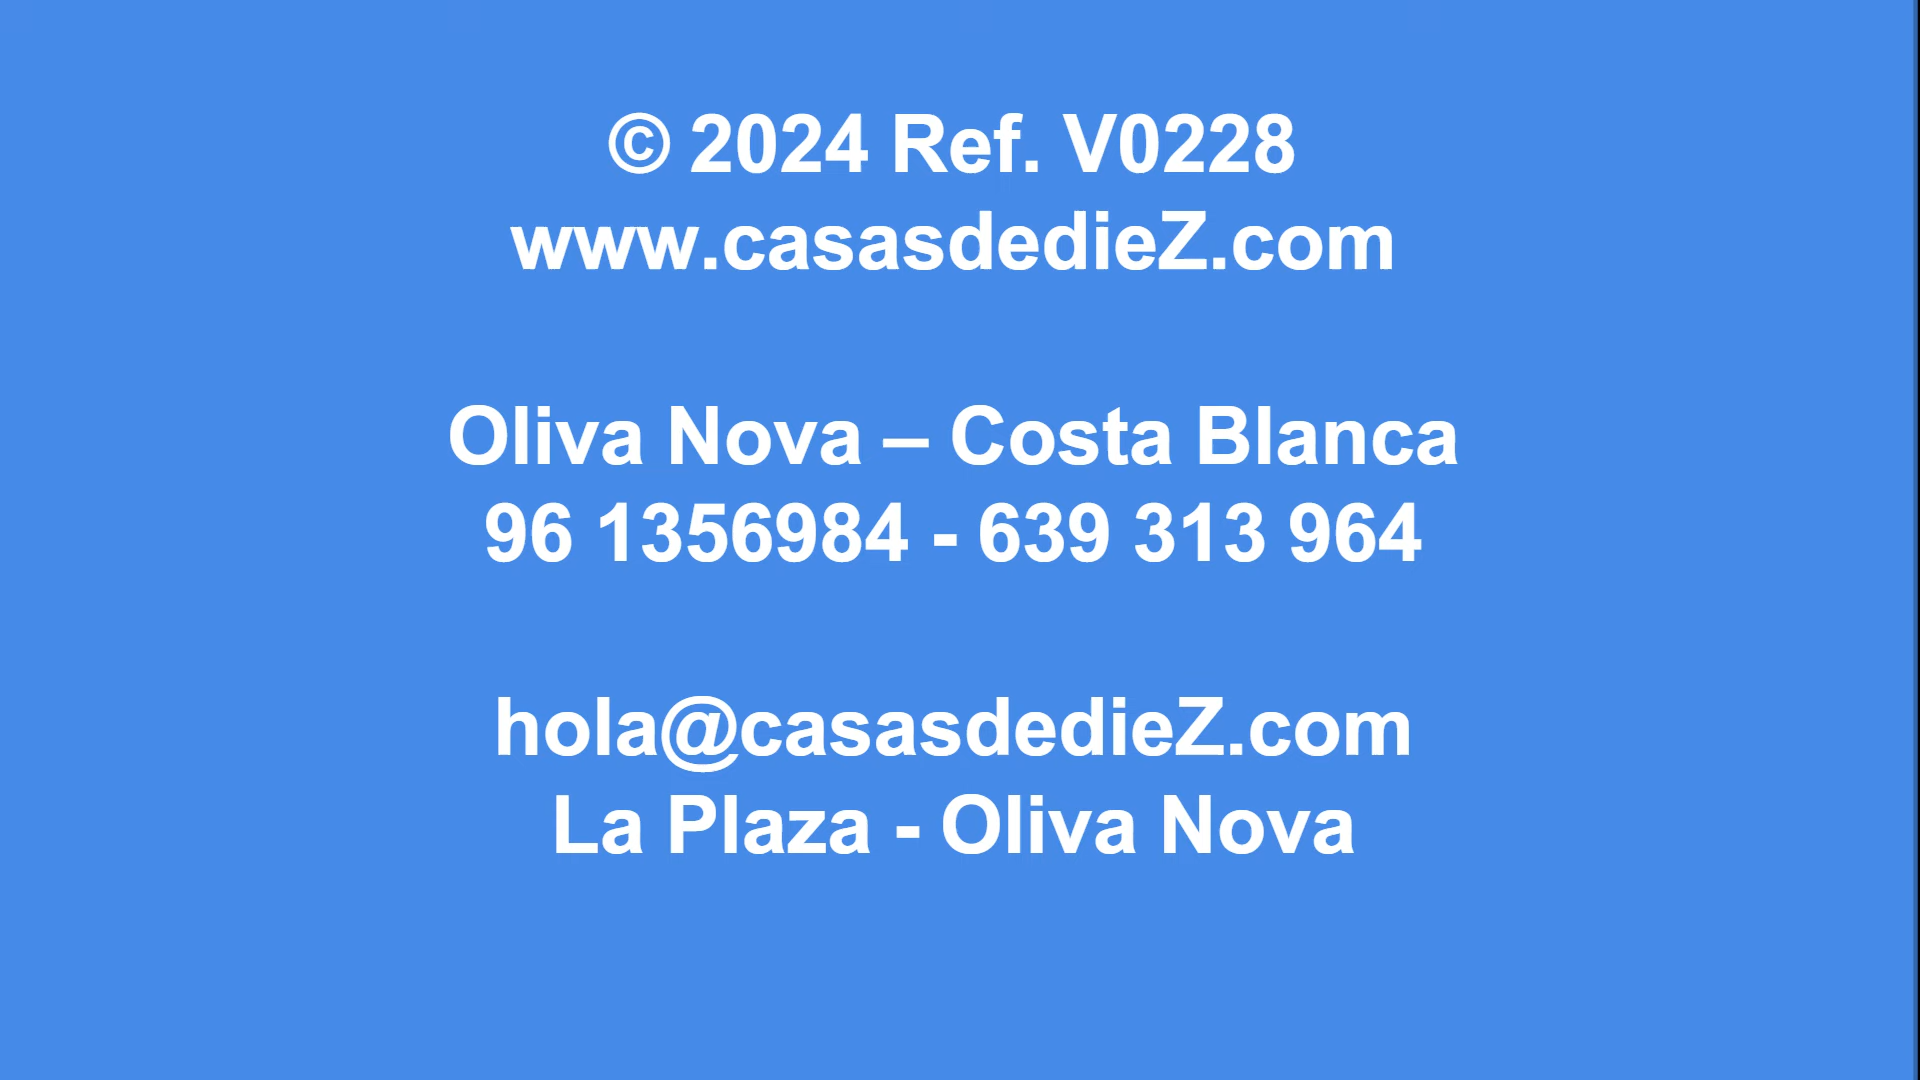 © 2024 Ref. V0228
www.casasdedieZ.com
Oliva Nova – Costa Blanca
96 1356984 - 639 313 964
hola@casasdedieZ.com
La Plaza - Oliva Nova